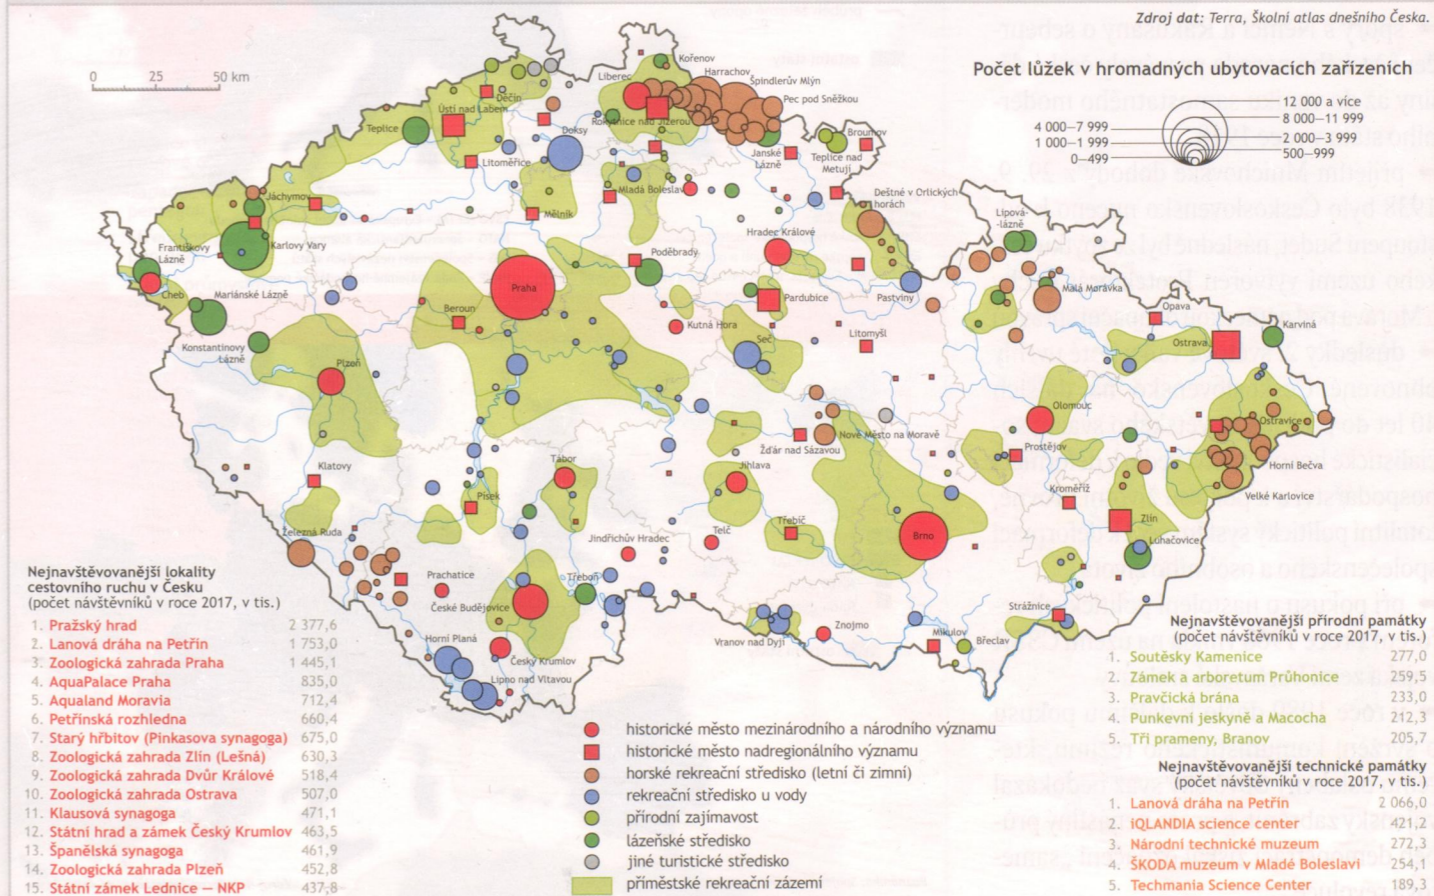 Zdroj dat: Terra, Školní atlas dnešního Česka.
0 25 50 km
Počet lůžek v hromadných ubytovacích zařízeních
12 000 a více
8 000—11 999
4 000—7 999
2 000—3 999
1 000—1 999
500—999
0—499
Kořenov
Liberec
Harrachov
Špindlerův Mlýn
Pec pod Sněžkou
Děčín
Ústí nad Labem
Rokytnice nad Jizerou
Teplice
Doksy
Broumov
Janské
Lázně
Teplice nad
Metují
Litoměřice
Mladá Boleslav
Jáchymov
Mělník
Deštné v Orlických
horách
Lipová-
-lázně
Františkovy
Lázně
Karlovy Vary
Hradec Králové
Poděbrady
Cheb
Mariánské Lázně
Praha
Pardubice
Pastviny
Malá Morávka
Beroun
Opava
Kutná Hora
Litomyšl
Karviná
Konstantinovy
Lázně
Seč
Ostrava
Plzeň
Olomouc
Ostravice
Nové Město na Moravě
Žďár nad Sázavou
Prostějov
Klatovy
Tábor
Jihlava
Horní Bečva
Kroměříž
Velké Karlovice
Písek
Železná Ruda
Telč
Třebíč
Zlín
Jindřichův Hradec
Brno
Luhačovice
Prachatice
Třeboň
České Budějovice
Strážnice
Znojmo
Horní Planá
Vranov nad Dyjí
Mikulov
Břeclav
Český Krumlov
Lipno nad Vltavou
Nejnavštěvovanější lokality
cestovního ruchu v Česku
(počet návštěvníků v roce 2017, v tis.)
1. Pražský hrad 2 377,6
2. Lanová dráha na Petřín 1 753,0
3. Zoologická zahrada Praha 1 445,1
4. AquaPalace Praha 835,0
5. Aqualand Moravia 712,4
6. Petřínská rozhledna 660,4
7. Starý hřbitov (Pinkasova synagoga) 675,0
8. Zoologická zahrada Zlín (Lešná) 630,3
9. Zoologická zahrada Dvůr Králové 518,4
10. Zoologická zahrada Ostrava 507,0
11. Klausová synagoga 471,1
12. Státní hrad a zámek Český Krumlov 463,5
13. Španělská synagoga 461,9
14. Zoologická zahrada Plzeň 452,8
15. Státní zámek Lednice — NKP 437,8
historické město mezinárodního a národního významu
historické město nadregionálního významu
horské rekreační středisko (letní či zimní)
rekreační středisko u vody
přírodní zajímavost
lázeňské středisko
jiné turistické středisko
příměstské rekreační zázemí
Nejnavštěvovanější přírodní památky
(počet návštěvníků v roce 2017, v tis.)
1. Soutěsky Kamenice 277,0
2. Zámek a arboretum Průhonice 259,5
3. Pravčická brána 233,0
4. Punkevní jeskyně a Macocha 212,3
5. Tři prameny, Branov 205,7
Nejnavštěvovanější technické památky
(počet návštěvníků v roce 2017, v tis.)
1. Lanová dráha na Petřín 2 066,0
2. iQLANDIA science center 421,2
3. Národní technické muzeum 272,3
4. ŠKODA muzeum v Mladé Boleslavi 254,1
5. Techmania Science Center 189,3